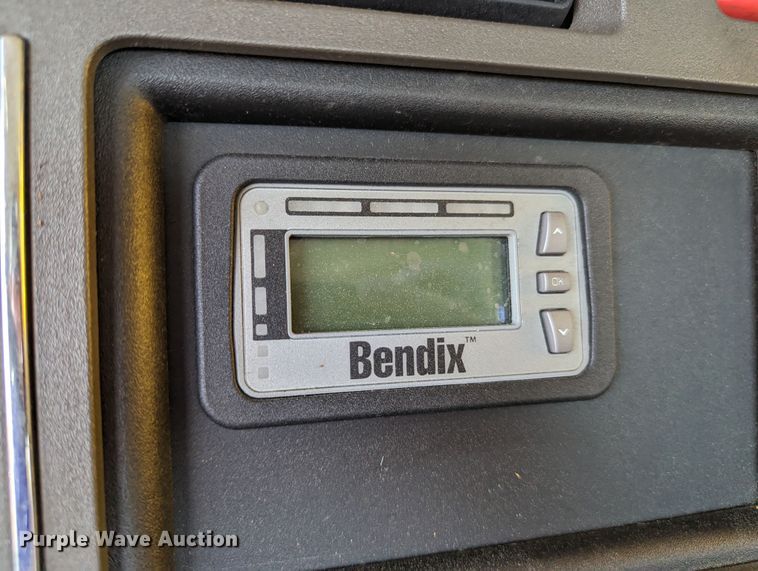 OK
Bendix™
Purple Wave Auction